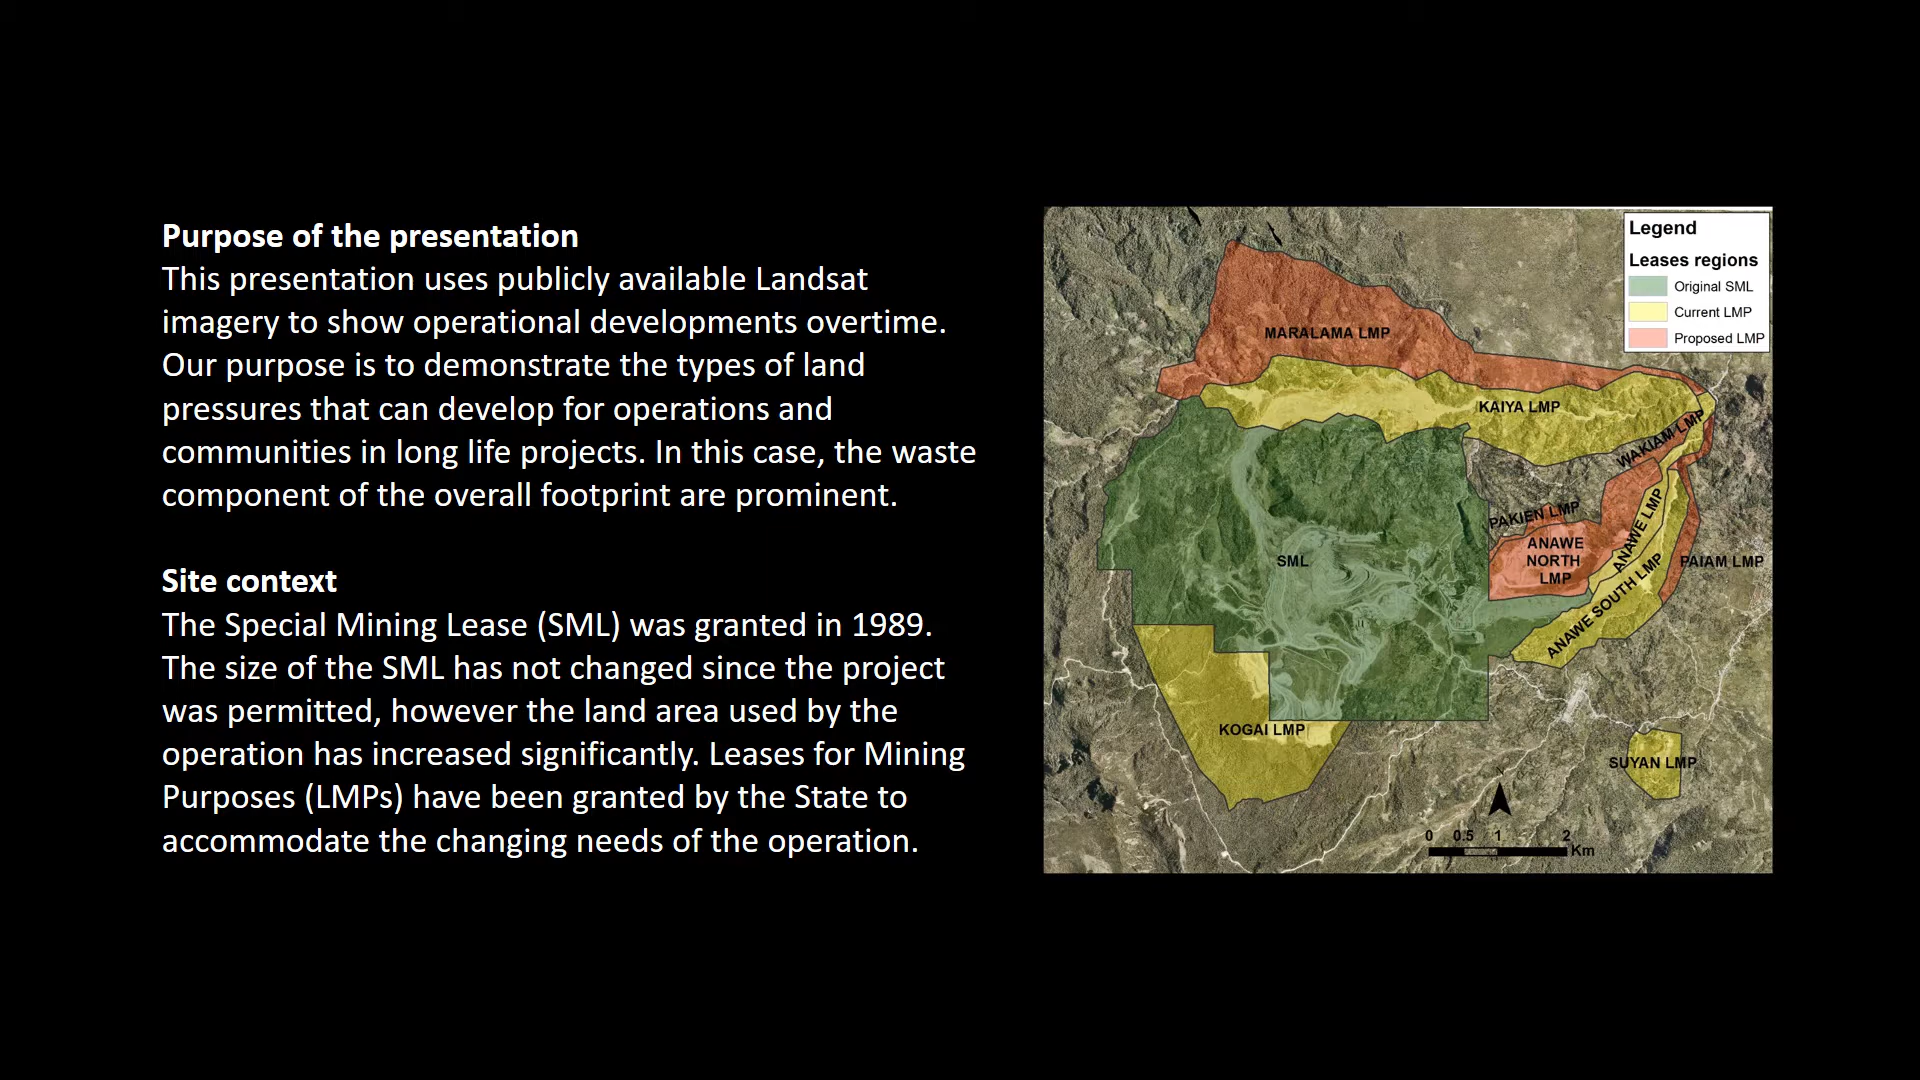 Purpose of the presentation
This presentation uses publicly available Landsat
imagery to show operational developments overtime.
Our purpose is to demonstrate the types of land
pressures that can develop for operations and
communities in long life projects. In this case, the waste
component of the overall footprint are prominent.
Site context
The Special Mining Lease (SML) was granted in 1989.
The size of the SML has not changed since the project
was permitted, however the land area used by the
operation has increased significantly. Leases for Mining
Purposes (LMPs) have been granted by the State to
accommodate the changing needs of the operation.
Legend
Leases regions
Original SML
Current LMP
Proposed LMP
MARALAMA LMP
KAIYA LMP
WAKIAM LMP
PAKIEN LMP
ANAWE
NORTH
LMP
ANAWE LMP
PAIAM LMP
SML
ANAWE SOUTH LMP
KOGAI LMP
SUYAN LMP
N
0 0.5 1 2
Km